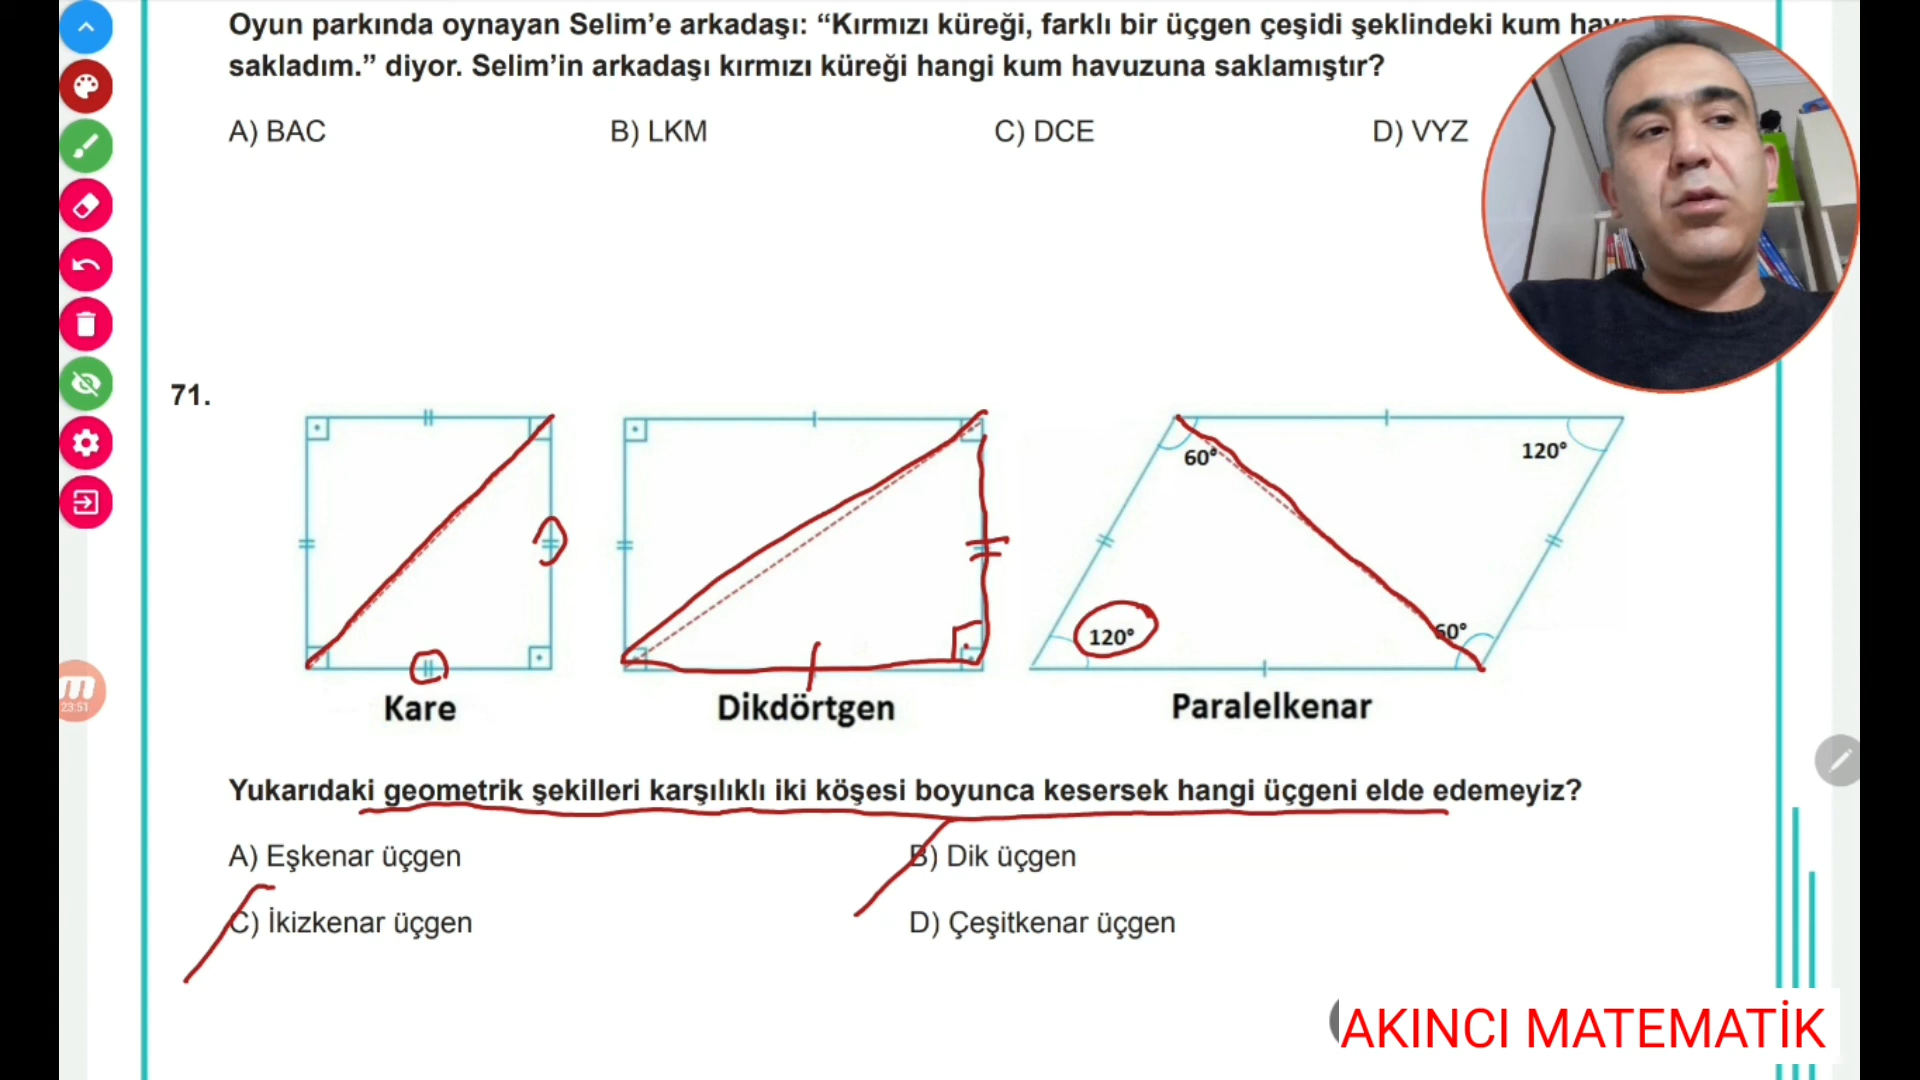 Oyun parkında oynayan Selim’e arkadaşı: “Kırmızı küreği, farklı bir üçgen çeşidi şeklindeki kum
sakladım.” diyor. Selim’in arkadaşı kırmızı küreği hangi kum havuzuna saklamıştır?
A) BAC B) LKM C) DCE D) VYZ
71.
60° 120°
120° 60°
Kare Dikdörtgen Paralelkenar
Yukarıdaki geometrik şekilleri karşılıklı iki köşesi boyunca kesersek hangi üçgeni elde edemeyiz?
A) Eşkenar üçgen B) Dik üçgen
C) İkizkenar üçgen D) Çeşitkenar üçgen
23:51
AKINCI MATEMATİK